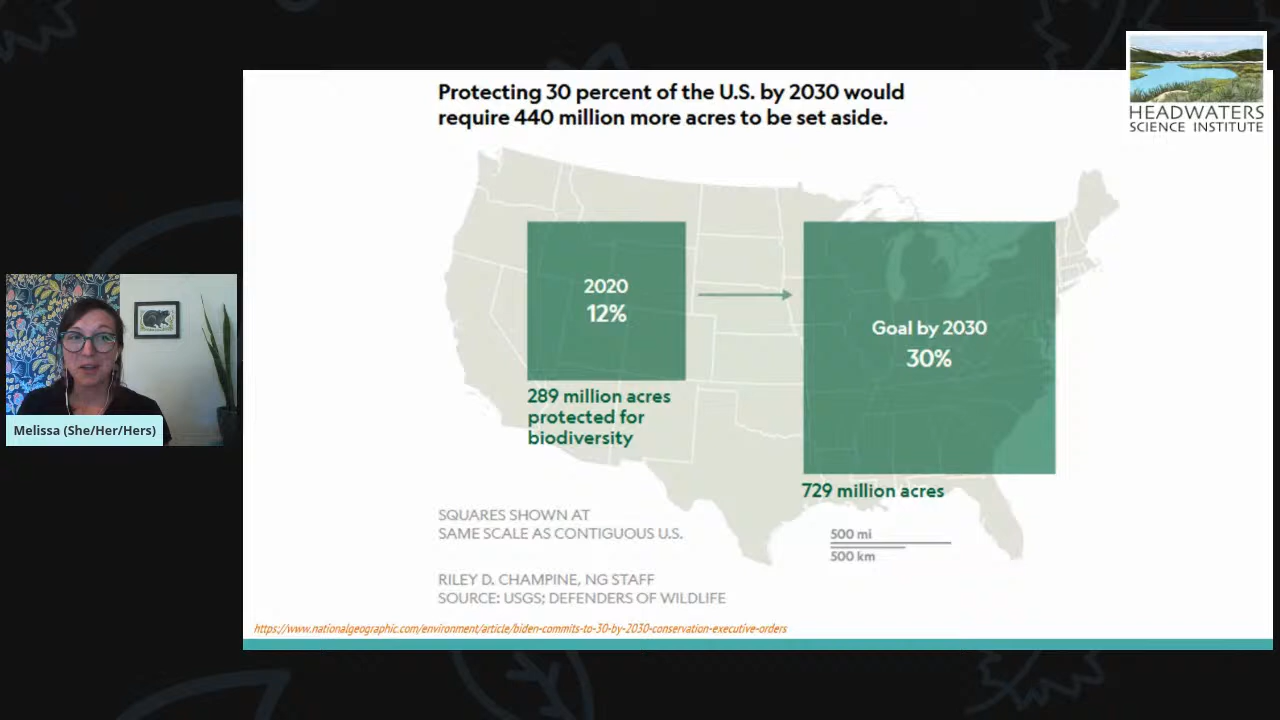 Protecting 30 percent of the U.S. by 2030 would
require 440 million more acres to be set aside.
HEADWATERS
SCIENCE INSTITUTE
2020
12%
289 million acres
protected for
biodiversity
Goal by 2030
30%
729 million acres
Melissa (She/Her/Hers)
SQUARES SHOWN AT
SAME SCALE AS CONTIGUOUS U.S.
500 mi
500 km
RILEY D. CHAMPINE, NG STAFF
SOURCE: USGS; DEFENDERS OF WILDLIFE
https://www.nationalgeographic.com/environment/article/biden-commits-to-30-by-2030-conservation-executive-orders